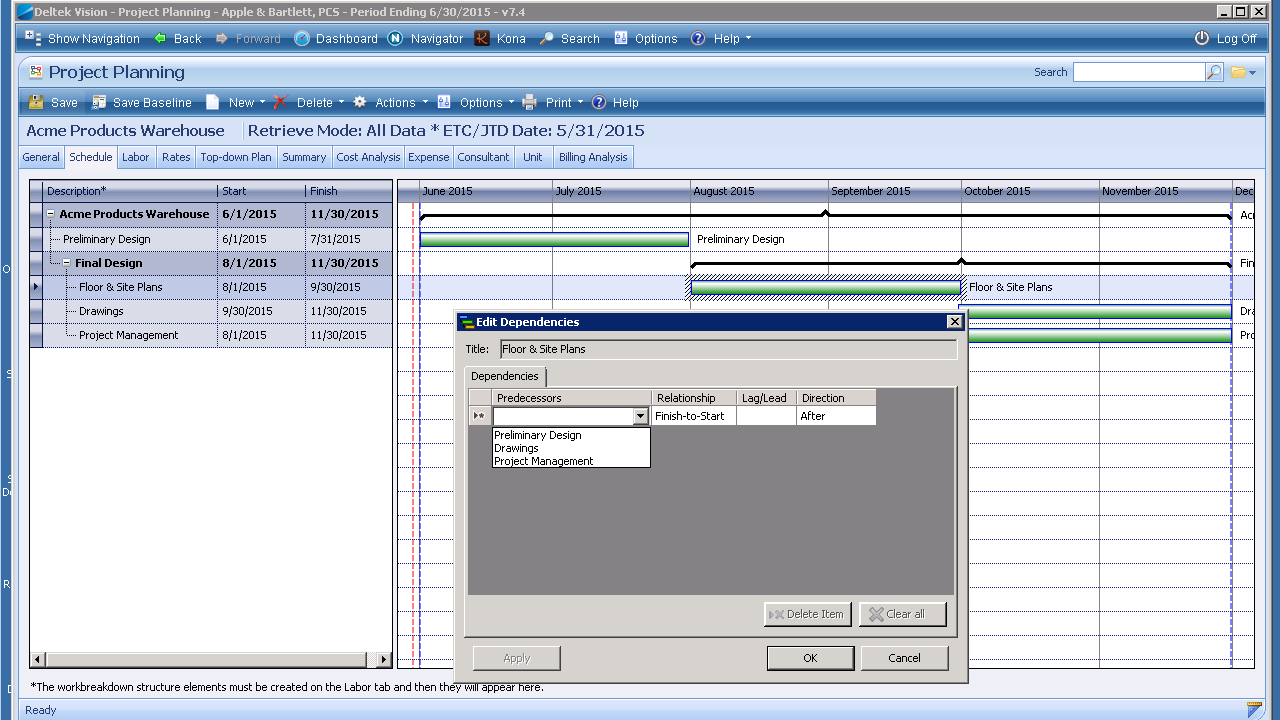 Deltek Vision - Project Planning - Apple & Bartlett, PCS - Period Ending 6/30/2015 - v7.4
Show Navigation Back Forward Dashboard Navigator Kona Search Options Help Log Off
Project Planning Search
Save Save Baseline New Delete Actions Options Print Help
Acme Products Warehouse Retrieve Mode: All Data * ETC/JTD Date: 5/31/2015
General Schedule Labor Rates Top-down Plan Summary Cost Analysis Expense Consultant Unit Billing Analysis
Description* Start Finish June 2015 July 2015 August 2015 September 2015 October 2015 November 2015 Dec
Acme Products Warehouse 6/1/2015 11/30/2015 Acr
Preliminary Design 6/1/2015 7/31/2015 Preliminary Design
Final Design 8/1/2015 11/30/2015 Fin
Floor & Site Plans 8/1/2015 9/30/2015 Floor & Site Plans
Drawings 9/30/2015 11/30/2015 Dra
Project Management 8/1/2015 11/30/2015 Pro
Edit Dependencies
Title: Floor & Site Plans
Dependencies
Predecessors Relationship Lag/Lead Direction
Finish-to-Start After
Preliminary Design
Drawings
Project Management
Delete Item Clear all
Apply OK Cancel
*The workbreakdown structure elements must be created on the Labor tab and then they will appear here.
Ready